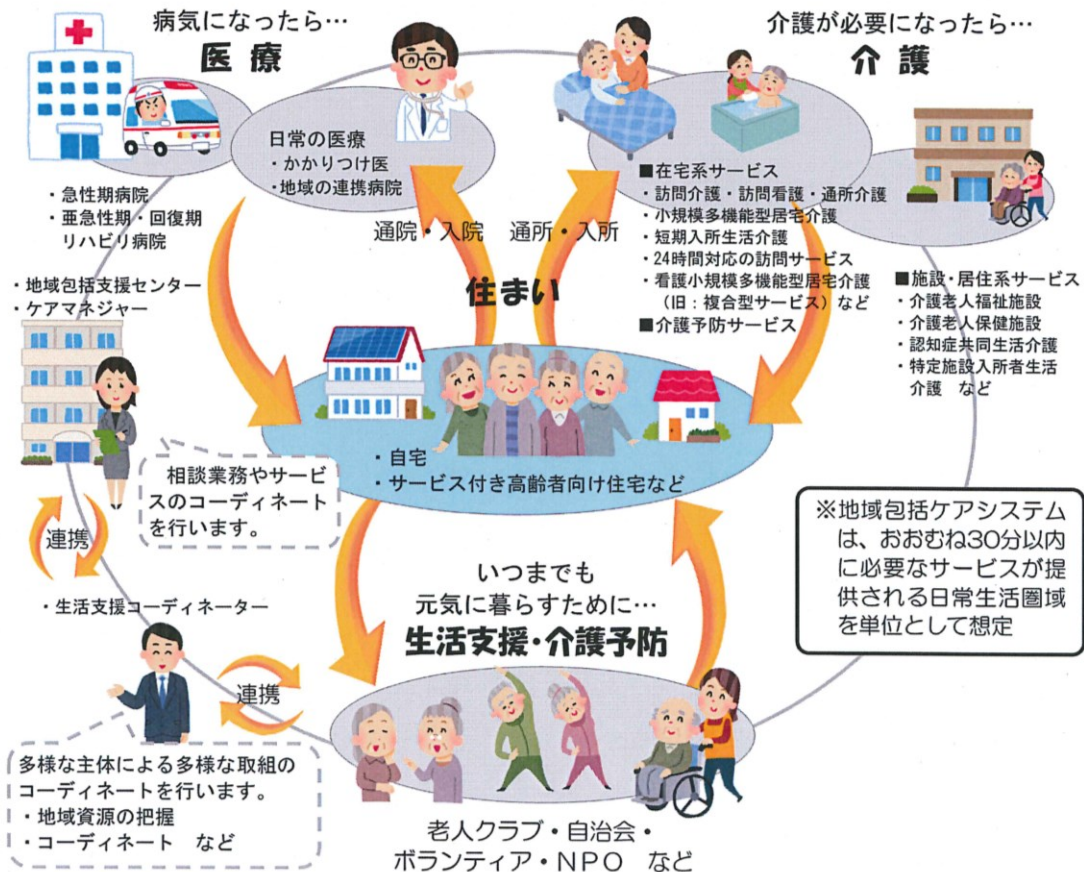 病気になったら…
医療
介護が必要になったら…
介護
日常の医療
・かかりつけ医
・地域の連携病院
・急性期病院
・亜急性期・回復期
リハビリ病院
通院・入院
通所・入所
■在宅系サービス
・訪問介護・訪問看護・通所介護
・小規模多機能型居宅介護
・短期入所生活介護
・24時間対応の訪問サービス
・看護小規模多機能型居宅介護
（旧：複合型サービス）など
■介護予防サービス
■施設・居住系サービス
・介護老人福祉施設
・介護老人保健施設
・認知症共同生活介護
・特定施設入所者生活
介護　など
・地域包括支援センター
・ケアマネジャー
住まい
・自宅
・サービス付き高齢者向け住宅など
相談業務やサービ
スのコーディネート
を行います。
連携
・生活支援コーディネーター
連携
多様な主体による多様な取組の
コーディネートを行います。
・地域資源の把握
・コーディネート　など
いつまでも
元気に暮らすために…
生活支援・介護予防
老人クラブ・自治会・
ボランティア・NPO　など
※地域包括ケアシステム
は、おおむね30分以内
に必要なサービスが提
供される日常生活圏域
を単位として想定